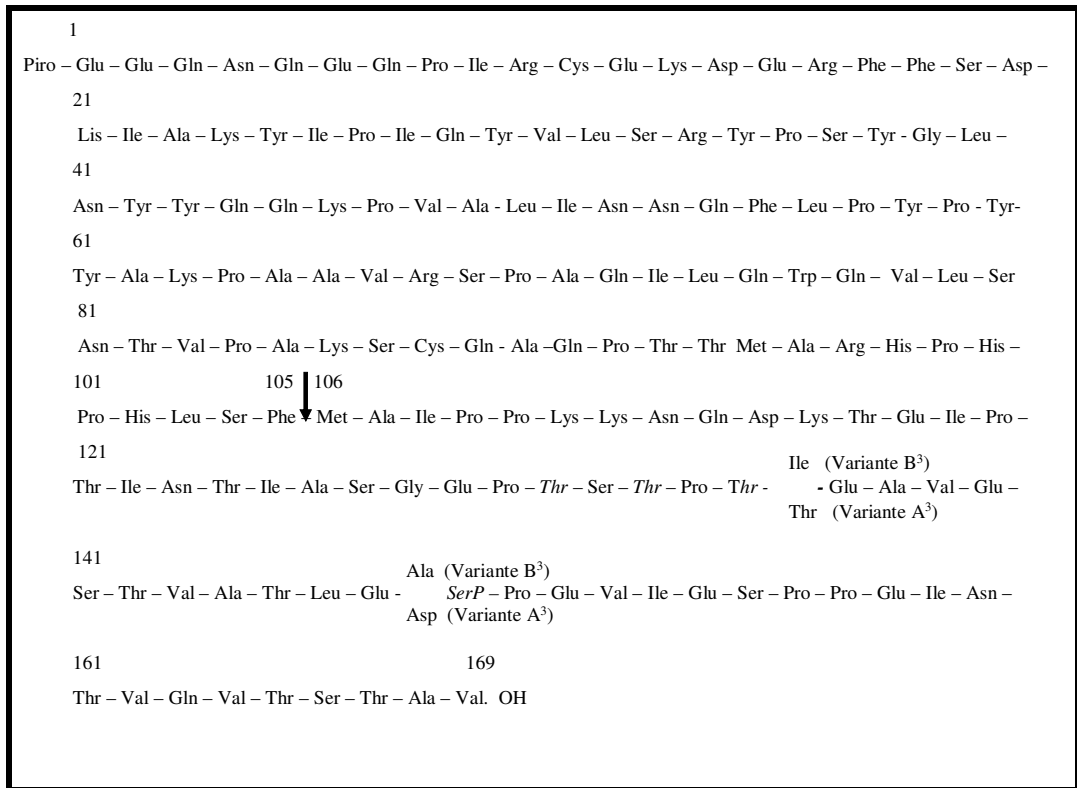 1
Piro – Glu – Glu – Gln – Asn – Gln – Glu – Gln – Pro – Ile – Arg – Cys – Glu – Lys – Asp – Glu – Arg – Phe – Phe – Ser – Asp –
21
Lis – Ile – Ala – Lys – Tyr – Ile – Pro – Ile – Gln – Tyr – Val – Leu – Ser – Arg – Tyr – Pro – Ser – Tyr - Gly – Leu –
41
Asn – Tyr – Tyr – Gln – Gln – Lys – Pro – Val – Ala - Leu – Ile – Asn – Asn – Gln – Phe – Leu – Pro – Tyr – Pro - Tyr-
61
Tyr – Ala – Lys – Pro – Ala – Ala – Val – Arg – Ser – Pro – Ala – Gln – Ile – Leu – Gln – Trp – Gln – Val – Leu – Ser
81
Asn – Thr – Val – Pro – Ala – Lys – Ser – Cys – Gln - Ala –Gln – Pro – Thr – Thr Met – Ala – Arg – His – Pro – His –
101 105 106
Pro – His – Leu – Ser – Phe – Met – Ala – Ile – Pro – Pro – Lys – Lys – Asn – Gln – Asp – Lys – Thr – Glu – Ile – Pro –
121
Ile (Variante B³)
Thr – Ile – Asn – Thr – Ile – Ala – Ser – Gly – Glu – Pro – Thr – Ser – Thr – Pro – Thr - - Glu – Ala – Val – Glu –
Thr (Variante A³)
141
Ala (Variante B³)
Ser – Thr – Val – Ala – Thr – Leu – Glu - SerP – Pro – Glu – Val – Ile – Glu – Ser – Pro – Pro – Glu – Ile – Asn –
Asp (Variante A³)
161 169
Thr – Val – Gln – Val – Thr – Ser – Thr – Ala – Val. OH